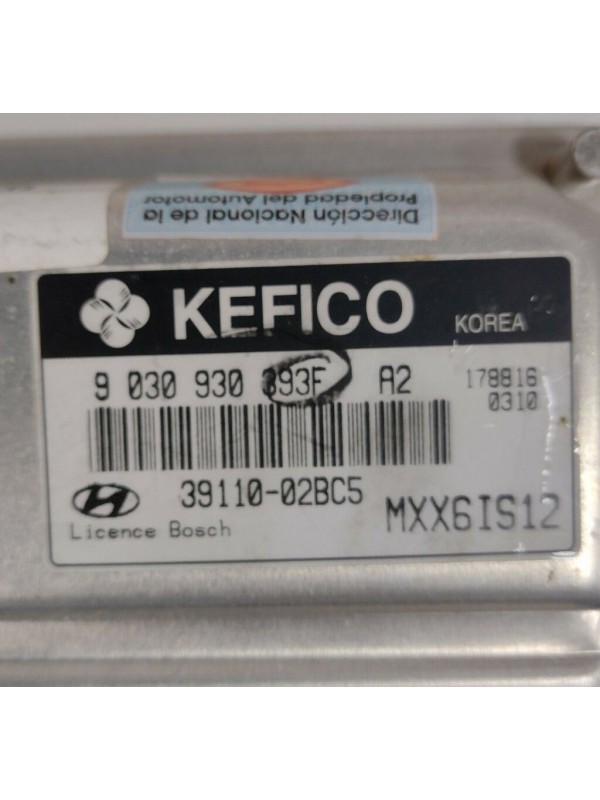 Dirección Nacional de la
Propiedad del Automotor
KEFICO KOREA
9 030 930 393F A2 178816
0310
39110-02BC5
MXX6IS12
Licence Bosch